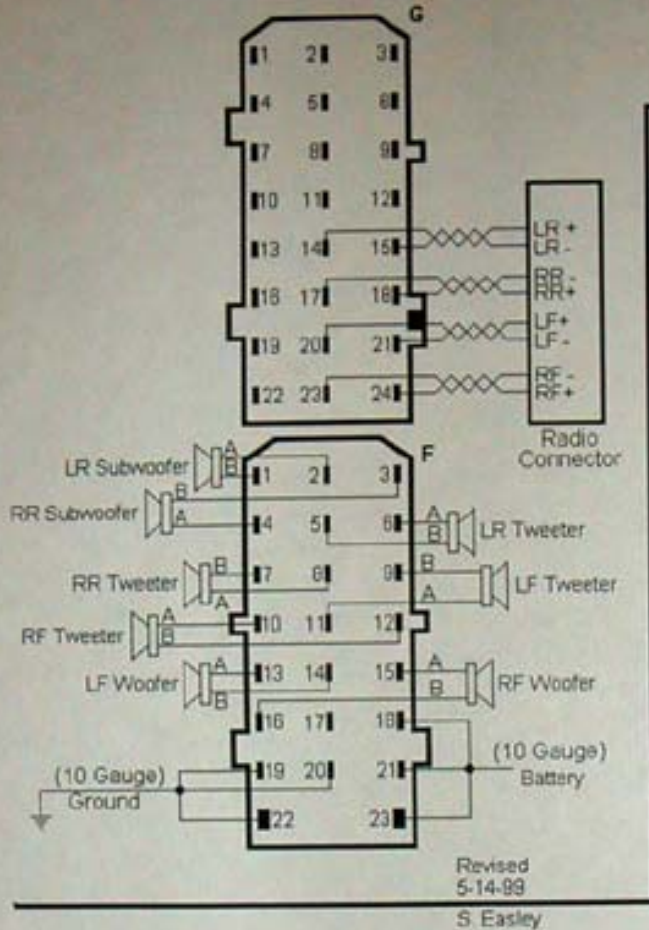 G
1 2 3
4 5 6
7 8 9
10 11 12
13 14 15
16 17 18
19 20 21
22 23 24
LR +
LR -
RR -
RR+
LF+
LF -
RF -
RF+
Radio
Connector
F
LR Subwoofer A B
RR Subwoofer B A
RR Tweeter B A
RF Tweeter A B
LF Woofer A B
1 2 3
4 5 6
7 8 9
10 11 12
13 14 15
16 17 18
19 20 21
22 23
A B LR Tweeter
B A LF Tweeter
A B RF Woofer
(10 Gauge)
Ground
(10 Gauge)
Battery
Revised
5-14-99
S. Easley